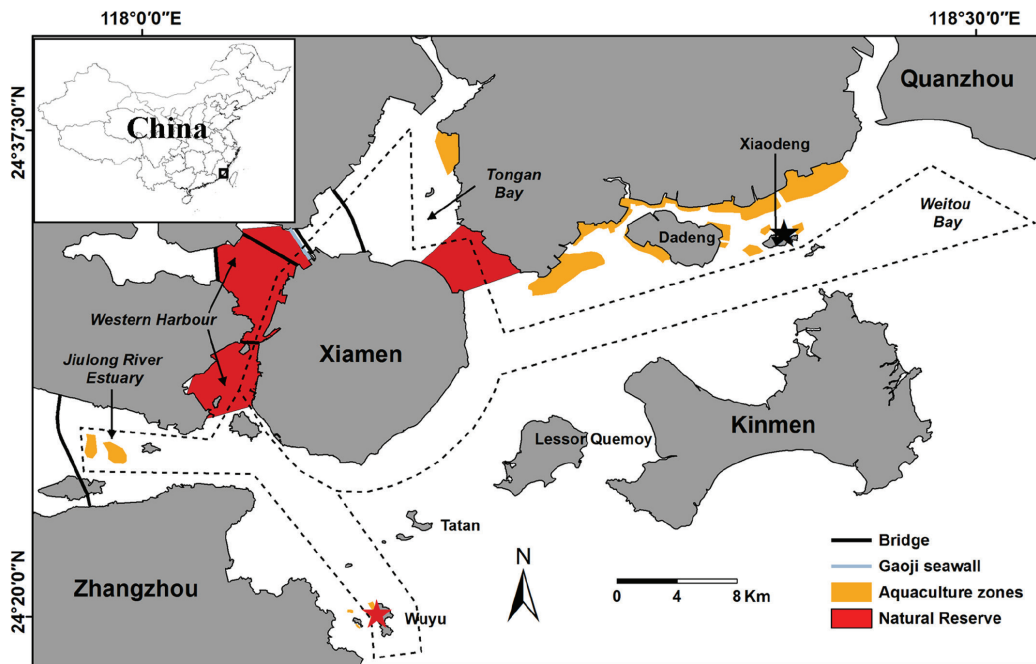 118°0′0″E
118°30′0″E
24°37′30″N
24°20′0″N
China
Quanzhou
Xiaodeng
Tongan
Bay
Weitou
Bay
Dadeng
Western Harbour
Xiamen
Jiulong River
Estuary
Kinmen
Lessor Quemoy
Tatan
Zhangzhou
Wuyu
N
0 4 8 Km
Bridge
Gaoji seawall
Aquaculture zones
Natural Reserve